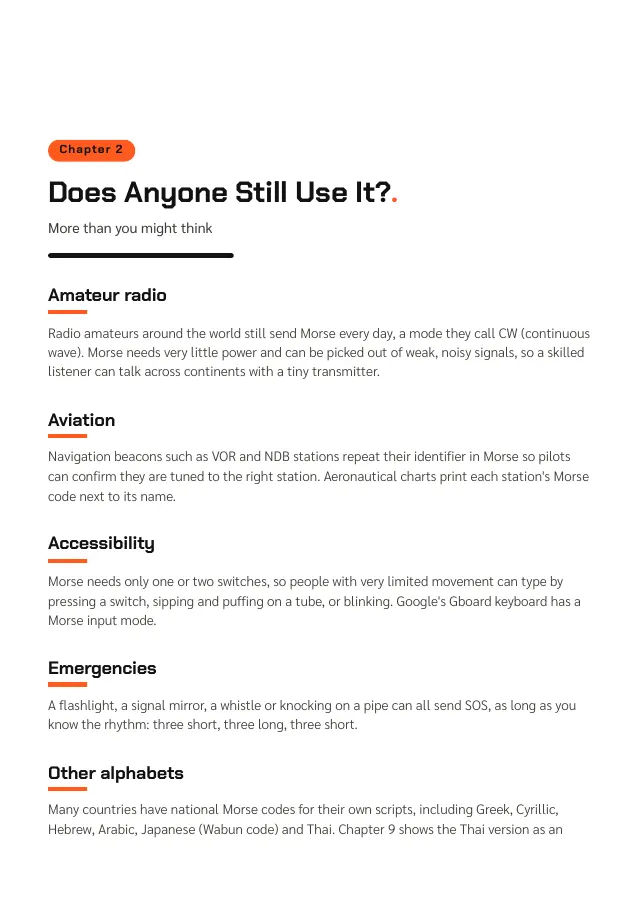 Chapter 2
Does Anyone Still Use It?.
More than you might think
Amateur radio
Radio amateurs around the world still send Morse every day, a mode they call CW (continuous
wave). Morse needs very little power and can be picked out of weak, noisy signals, so a skilled
listener can talk across continents with a tiny transmitter.
Aviation
Navigation beacons such as VOR and NDB stations repeat their identifier in Morse so pilots
can confirm they are tuned to the right station. Aeronautical charts print each station's Morse
code next to its name.
Accessibility
Morse needs only one or two switches, so people with very limited movement can type by
pressing a switch, sipping and puffing on a tube, or blinking. Google's Gboard keyboard has a
Morse input mode.
Emergencies
A flashlight, a signal mirror, a whistle or knocking on a pipe can all send SOS, as long as you
know the rhythm: three short, three long, three short.
Other alphabets
Many countries have national Morse codes for their own scripts, including Greek, Cyrillic,
Hebrew, Arabic, Japanese (Wabun code) and Thai. Chapter 9 shows the Thai version as an